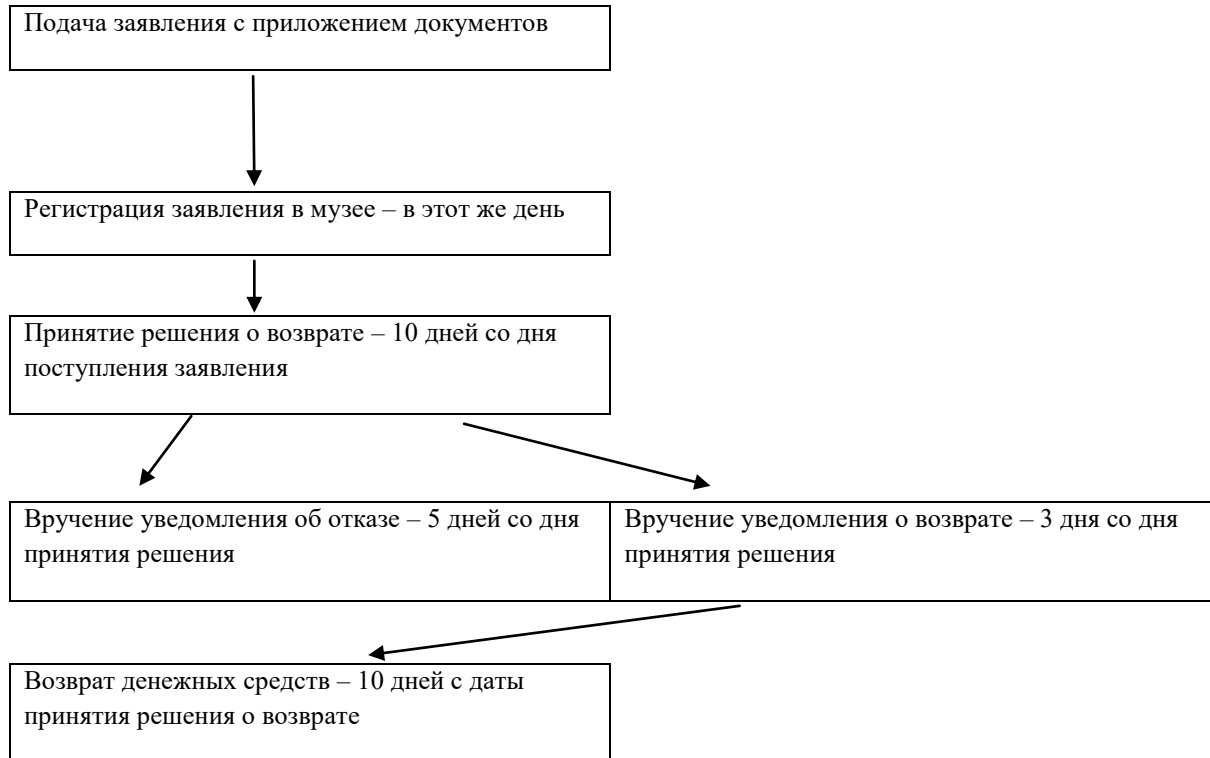 Подача заявления с приложением документов
Регистрация заявления в музее – в этот же день
Принятие решения о возврате – 10 дней со дня
поступления заявления
Вручение уведомления об отказе – 5 дней со дня
принятия решения
Вручение уведомления о возврате – 3 дня со дня
принятия решения
Возврат денежных средств – 10 дней с даты
принятия решения о возврате